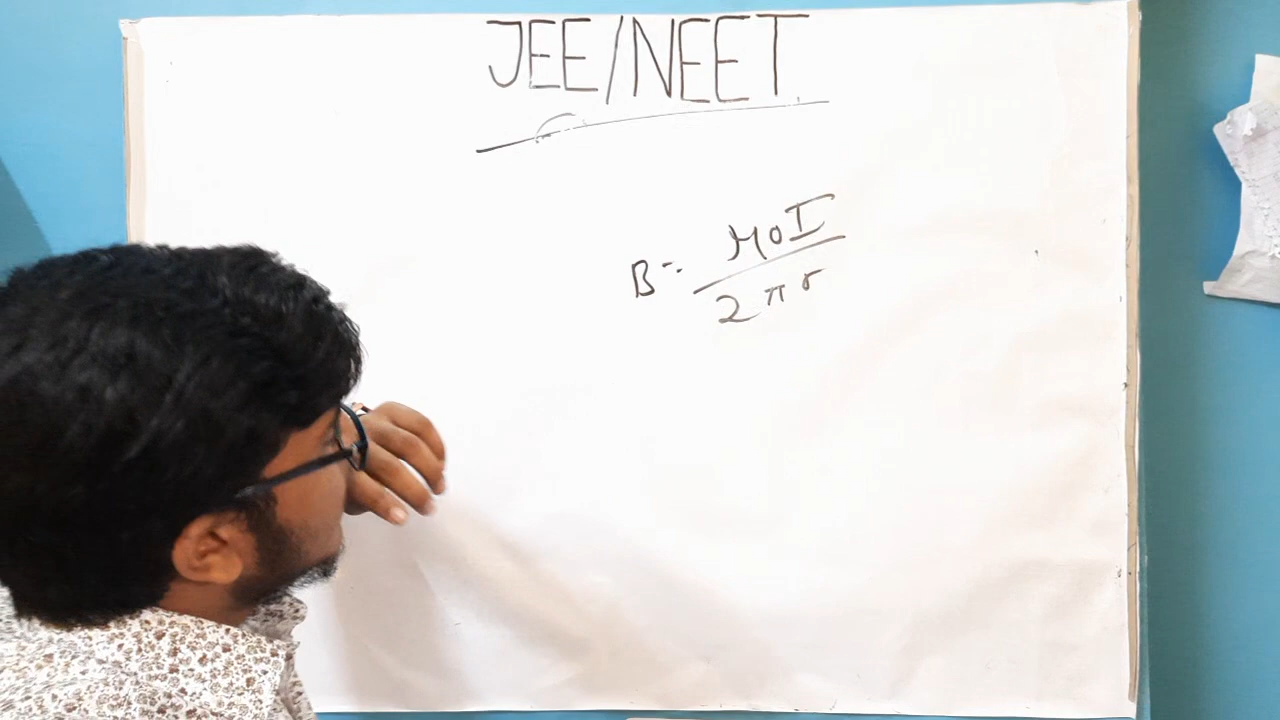 JEE/NEET
B = μ0I / 2πr